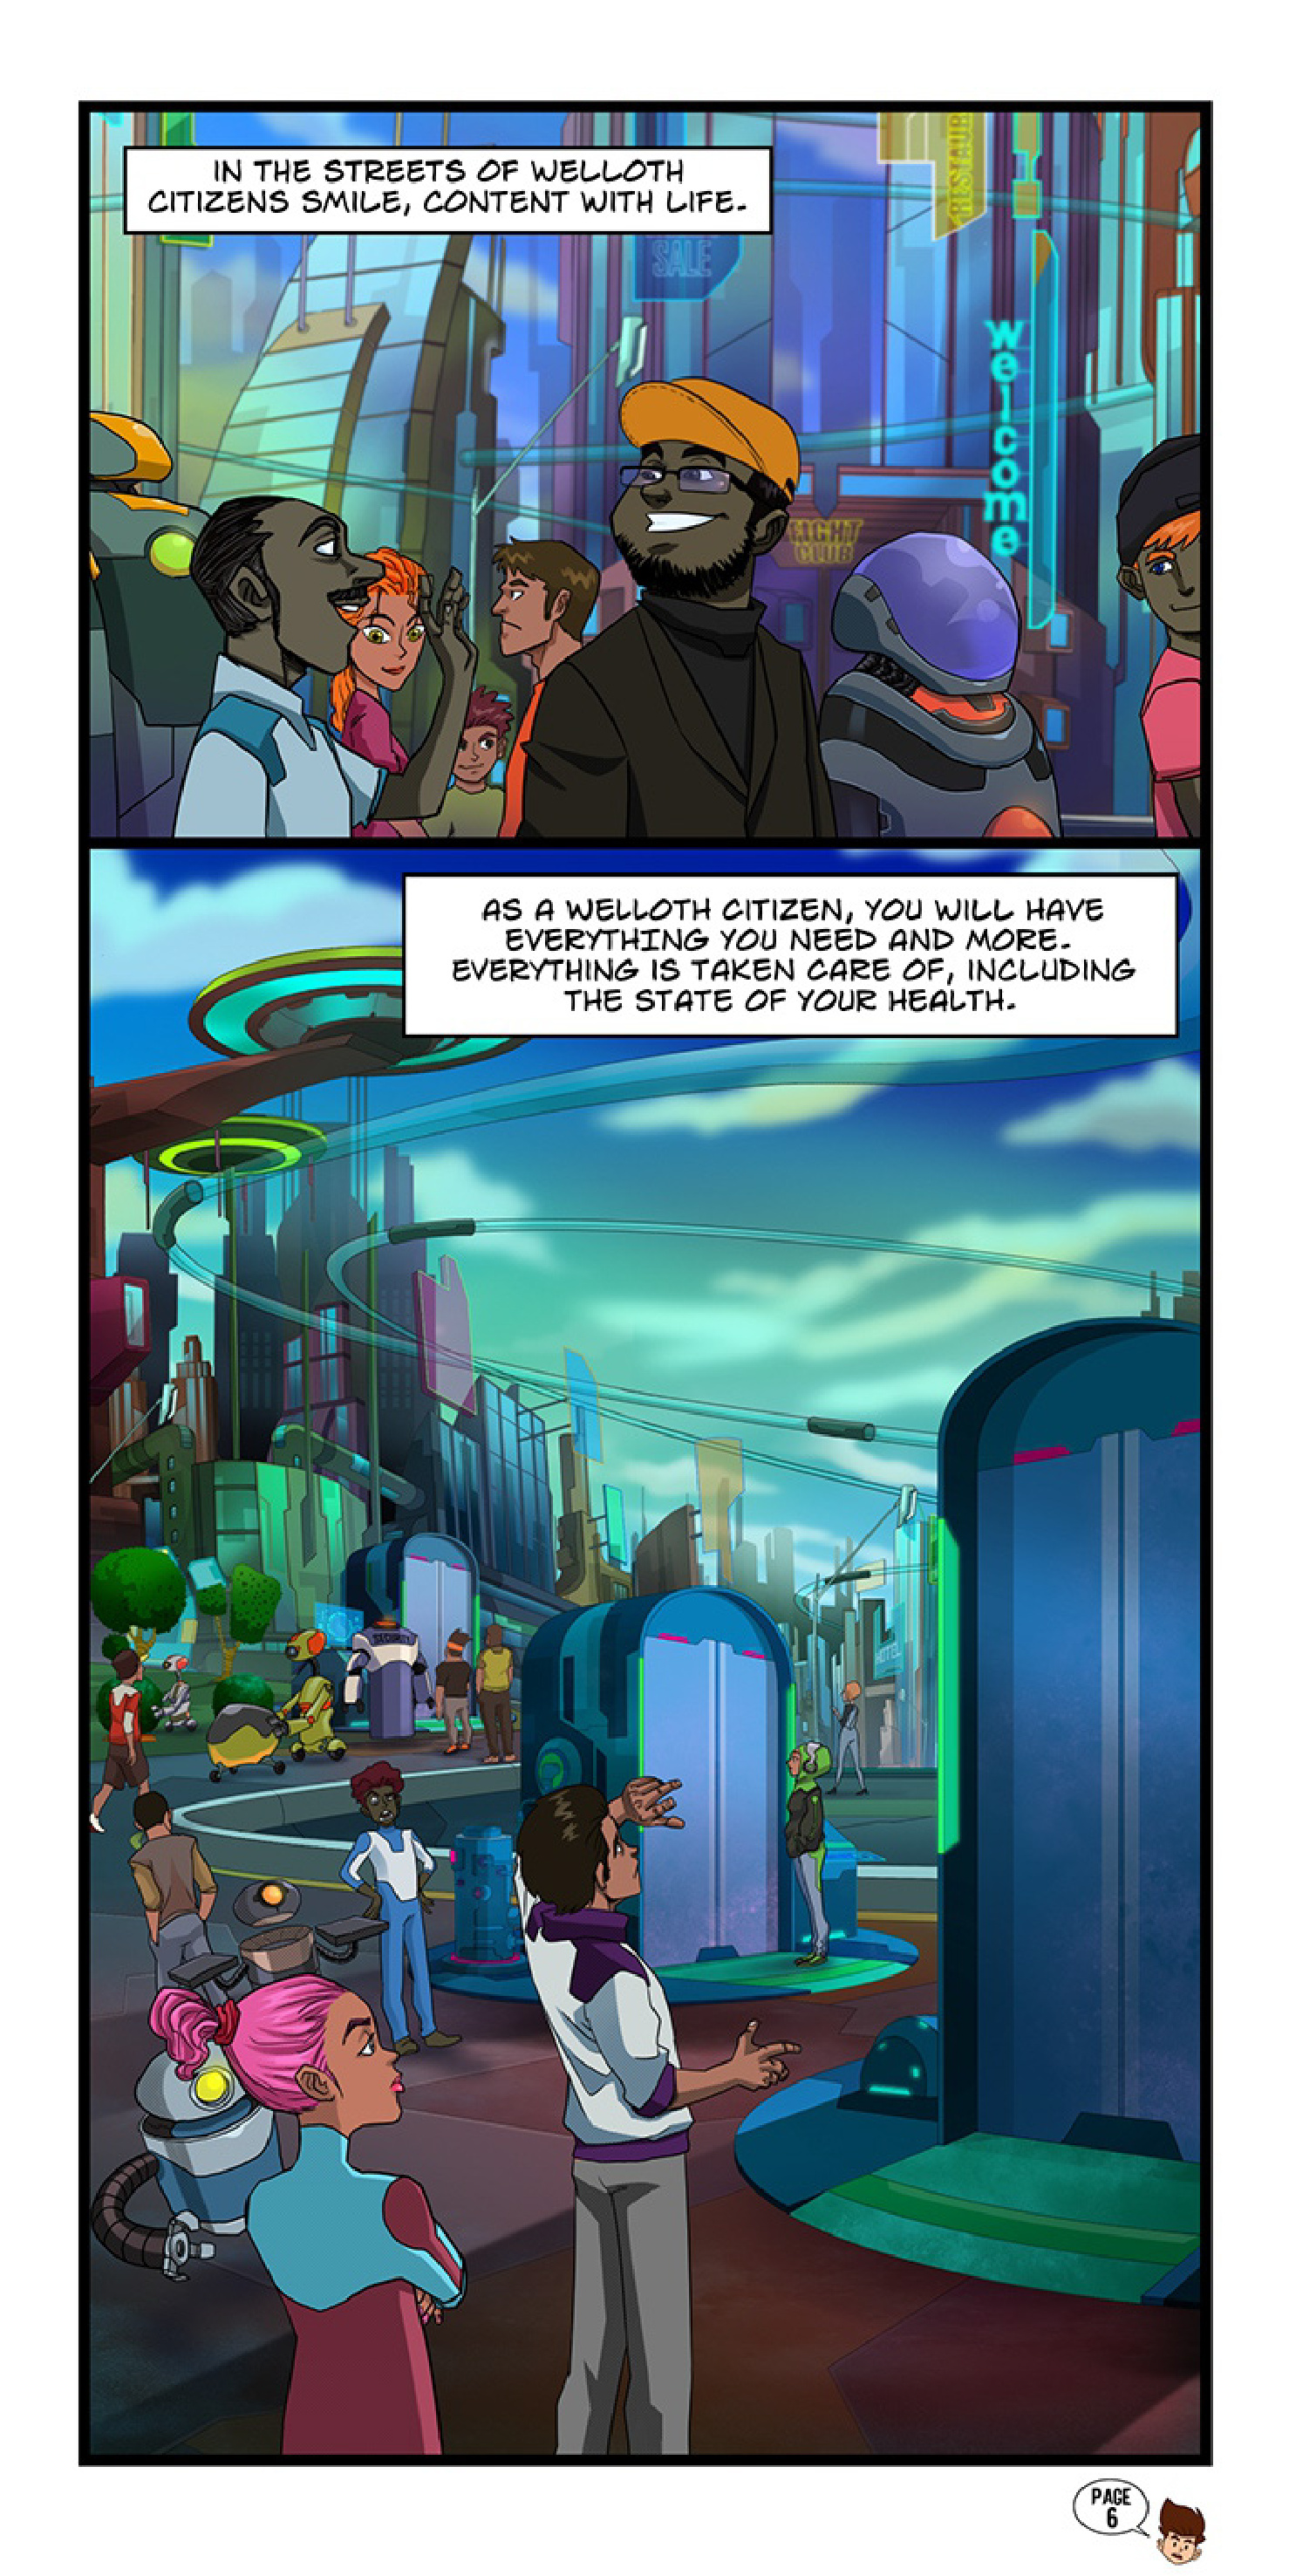 IN THE STREETS OF WELLOTH
CITIZENS SMILE, CONTENT WITH LIFE.
RESTAUR
SALE
welcome
FIGHT
CLUB
AS A WELLOTH CITIZEN, YOU WILL HAVE
EVERYTHING YOU NEED AND MORE.
EVERYTHING IS TAKEN CARE OF, INCLUDING
THE STATE OF YOUR HEALTH.
SECURITY
HOTEL
PAGE
6